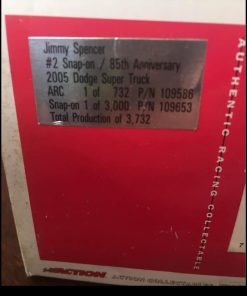 Jimmy Spencer
#2 Snap-on / 85th Anniversary
2005 Dodge Super Truck
ARC 1 of 732 P/N 109586
Snap-on 1 of 3,000 P/N 109653
Total Production of 3,732
AUTHENTIC RACING COLLECTABLE
ACTION